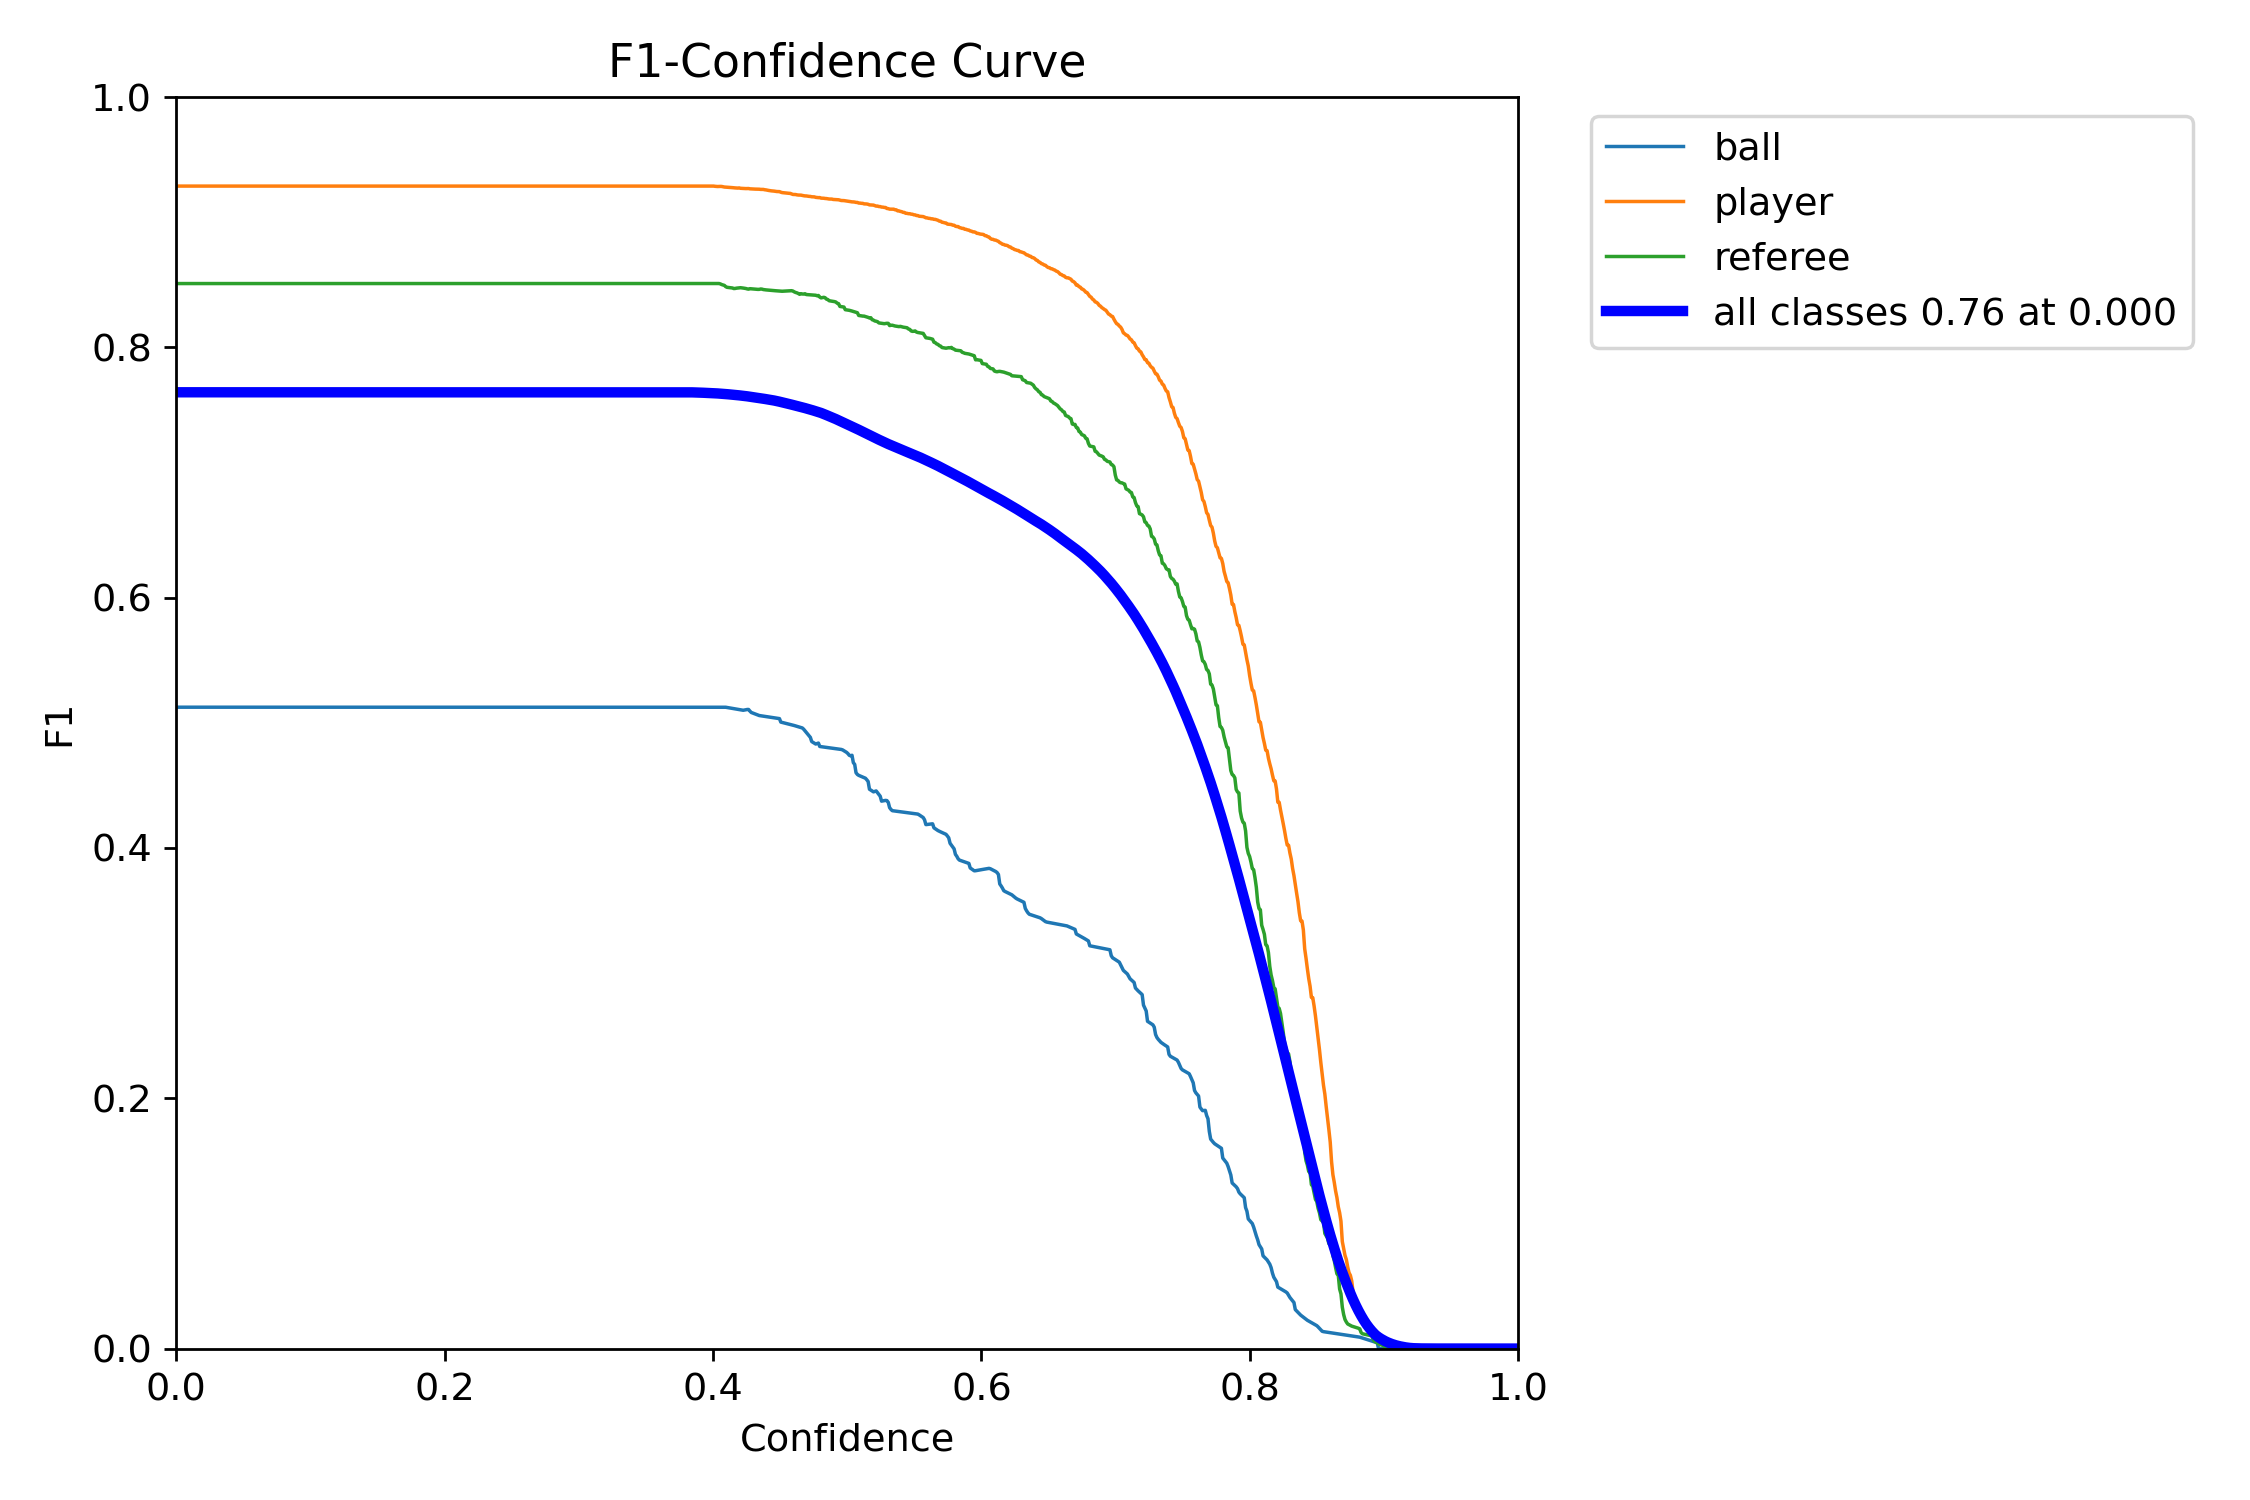 F1-Confidence Curve
1.0
0.8
0.6
0.4
0.2
0.0
F1
0.0 0.2 0.4 0.6 0.8 1.0
Confidence
ball
player
referee
all classes 0.76 at 0.000